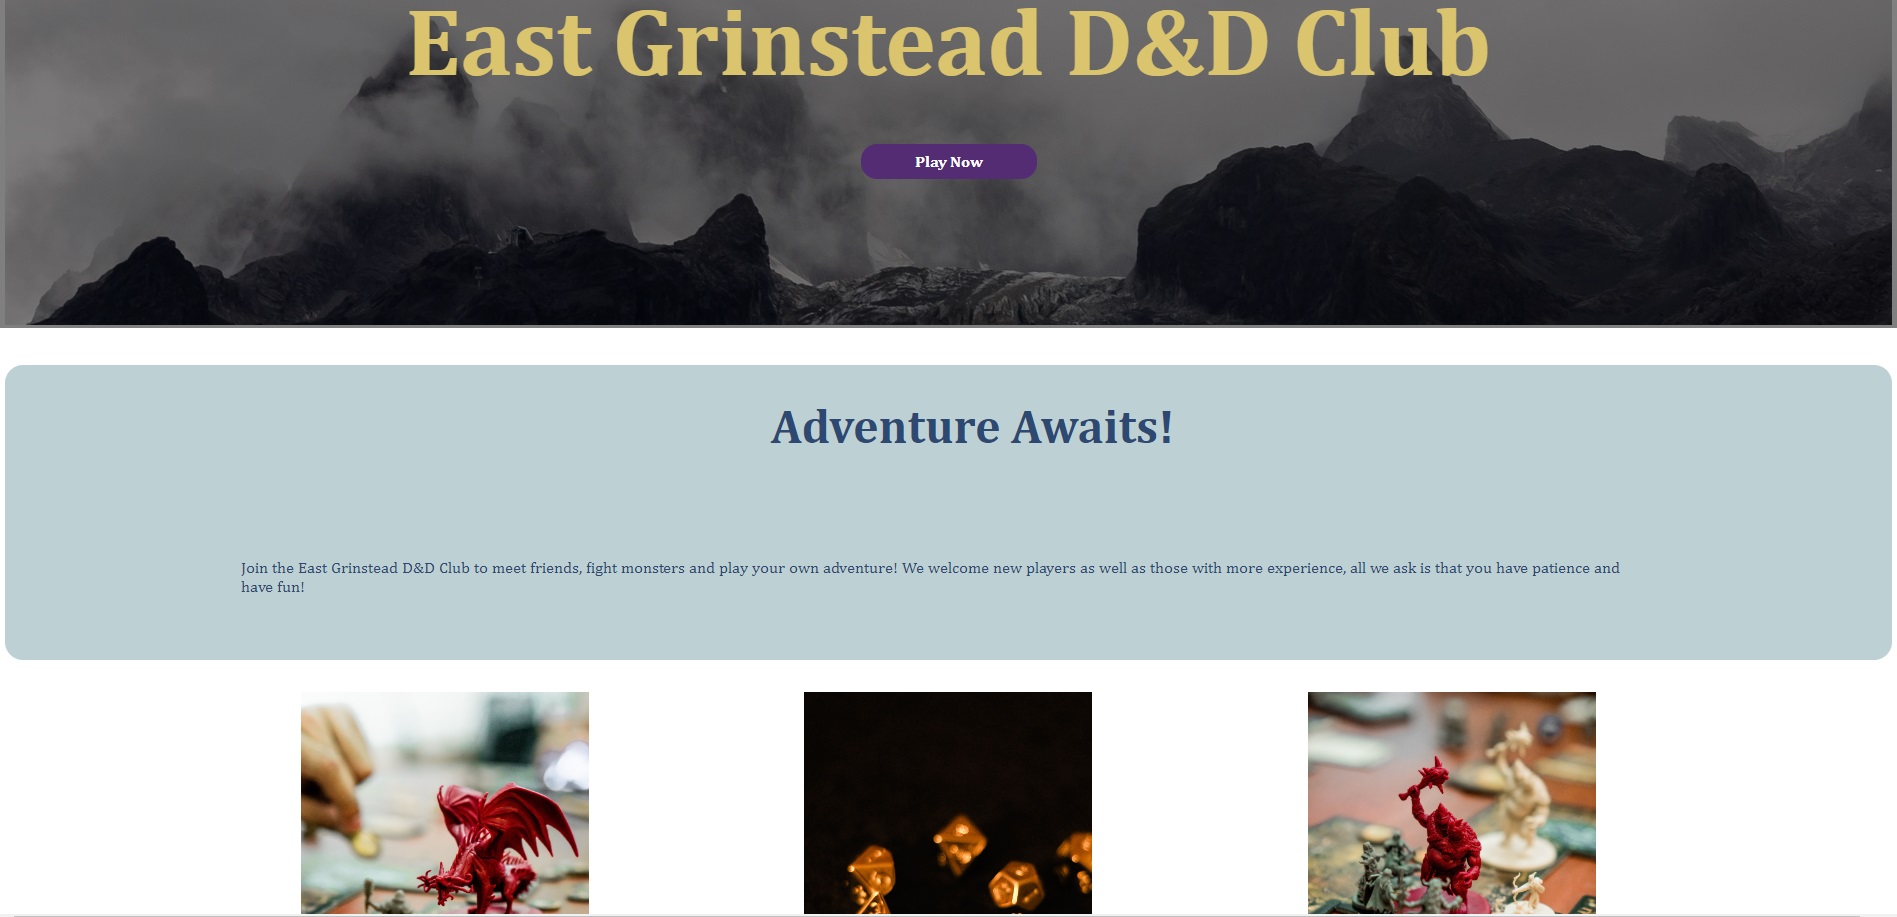 East Grinstead D&D Club
Play Now
Adventure Awaits!
Join the East Grinstead D&D Club to meet friends, fight monsters and play your own adventure! We welcome new players as well as those with more experience, all we ask is that you have patience and
have fun!